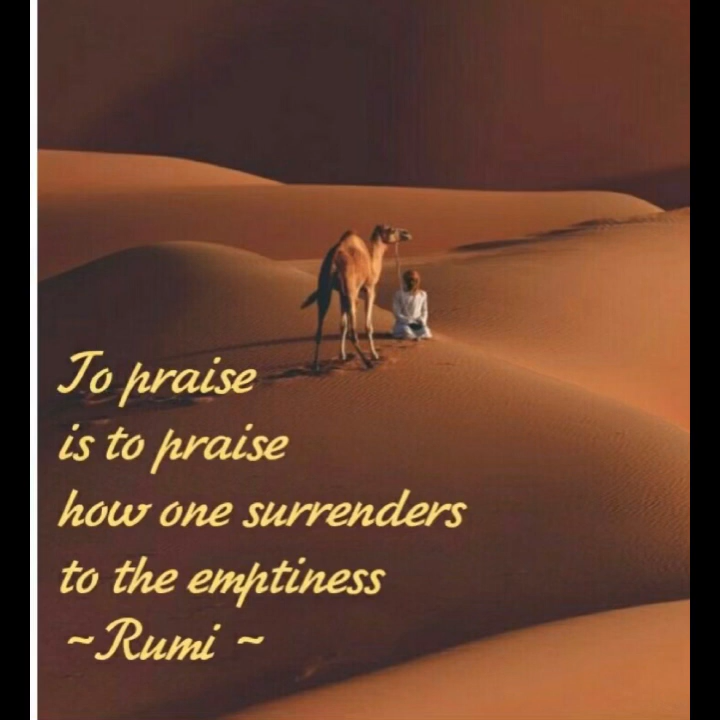 To praise
is to praise
how one surrenders
to the emptiness
~Rumi ~